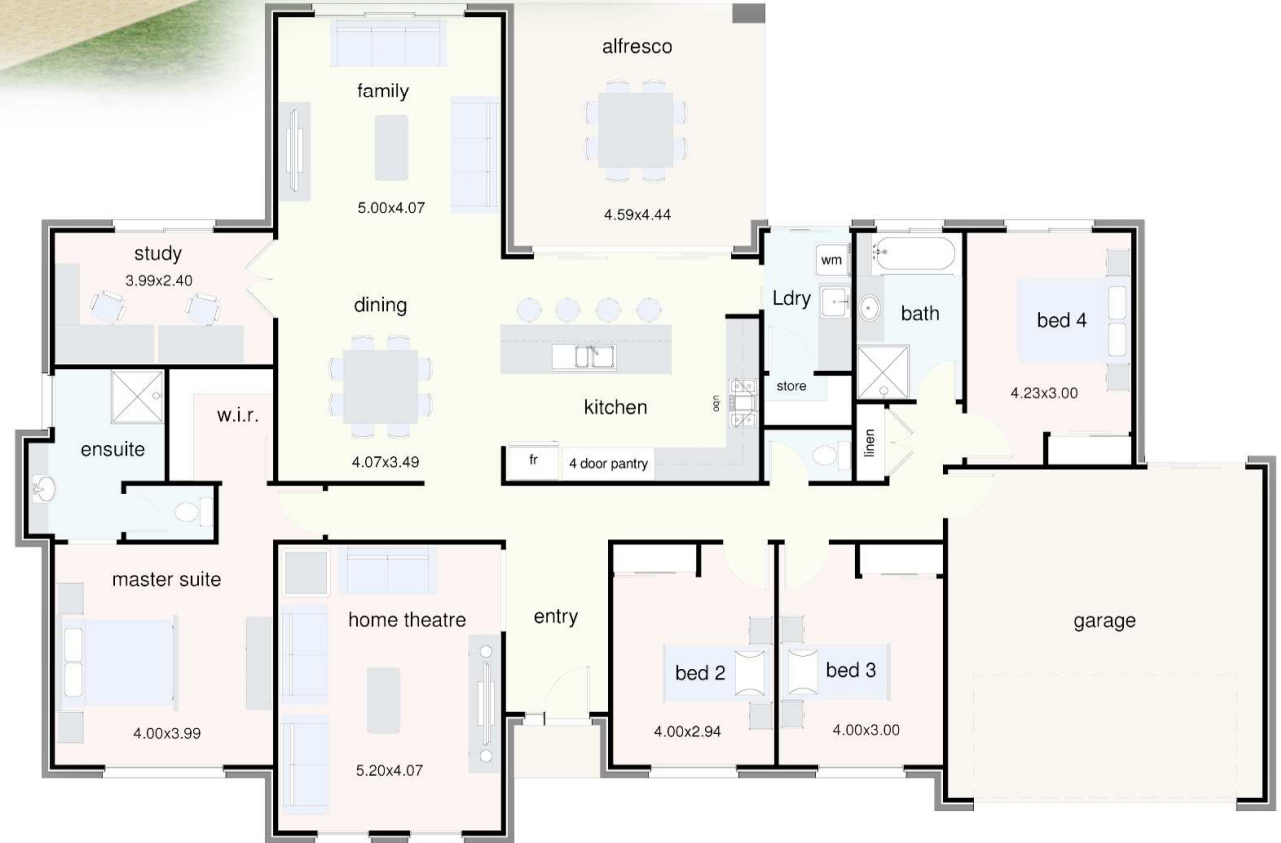 alfresco
family
5.00x4.07
4.59x4.44
study
3.99x2.40
dining
wm
Ldry
bath
bed 4
4.23x3.00
store
w.i.r.
kitchen
ubo
ensuite
4.07x3.49
fr
4 door pantry
linen
master suite
home theatre
entry
garage
bed 2
bed 3
4.00x3.99
5.20x4.07
4.00x2.94
4.00x3.00